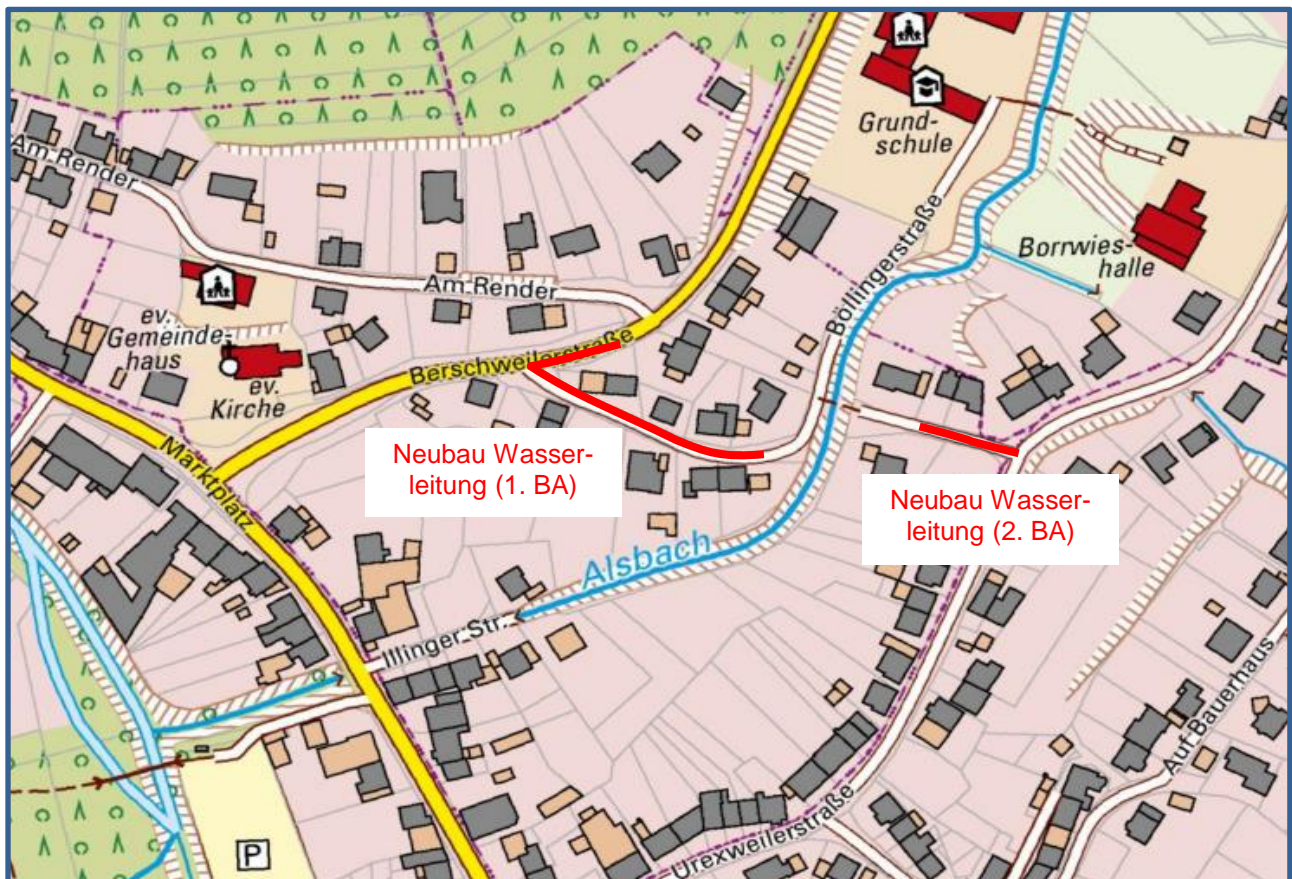 Grund-
schule
Am Render
Böllingerstraße
Borrwies-
halle
Am Render
ev.
Gemeinde-
haus
Berschweilerstraße
ev.
Kirche
Marktplatz
Neubau Wasser-
leitung (1. BA)
Neubau Wasser-
leitung (2. BA)
Alsbach
Illinger Str.
Auf Bauerhaus
Urexweilerstraße
P